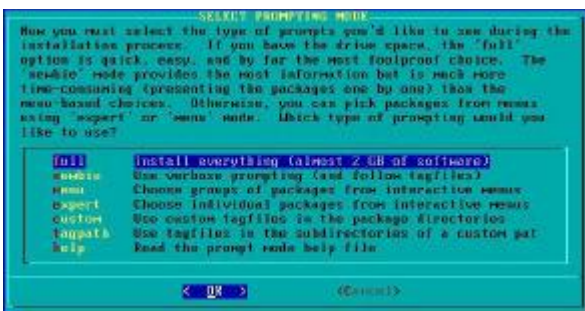 SELECT PROMPTING MODE
Now you must select the type of prompts you'd like to see during the
installation process. If you have the drive space, the 'full'
option is quick, easy, and by far the most foolproof choice. The
'newbie' mode provides the most information but is much more
time-consuming (presenting the packages one by one) than the
menu-based choices. Otherwise, you can pick packages from menus
using 'expert' or 'menu' mode. Which type of prompting would you
like to use?
full Install everything (almost 2 GB of software)
newbie Use verbose prompting (and follow tagfiles)
menu Choose groups of packages from interactive menus
expert Choose individual packages from interactive menus
custom Use custom tagfiles in the package directories
tagpath Use tagfiles in the subdirectories of a custom pat
help Read the prompt mode help file
< OK > <Cancel>